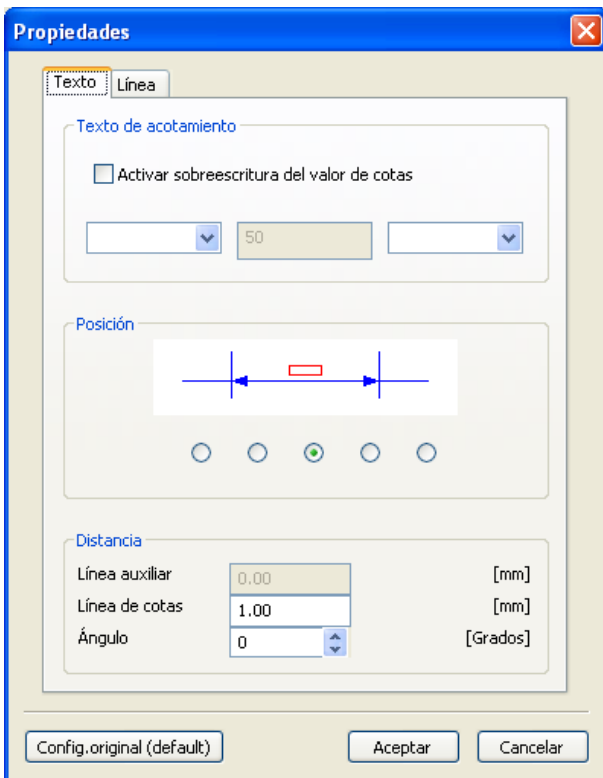 Propiedades
Texto Línea
Texto de acotamiento
Activar sobreescritura del valor de cotas
50
Posición
Distancia
Línea auxiliar 0.00 [mm]
Línea de cotas 1.00 [mm]
Ángulo 0 [Grados]
Config.original (default) Aceptar Cancelar